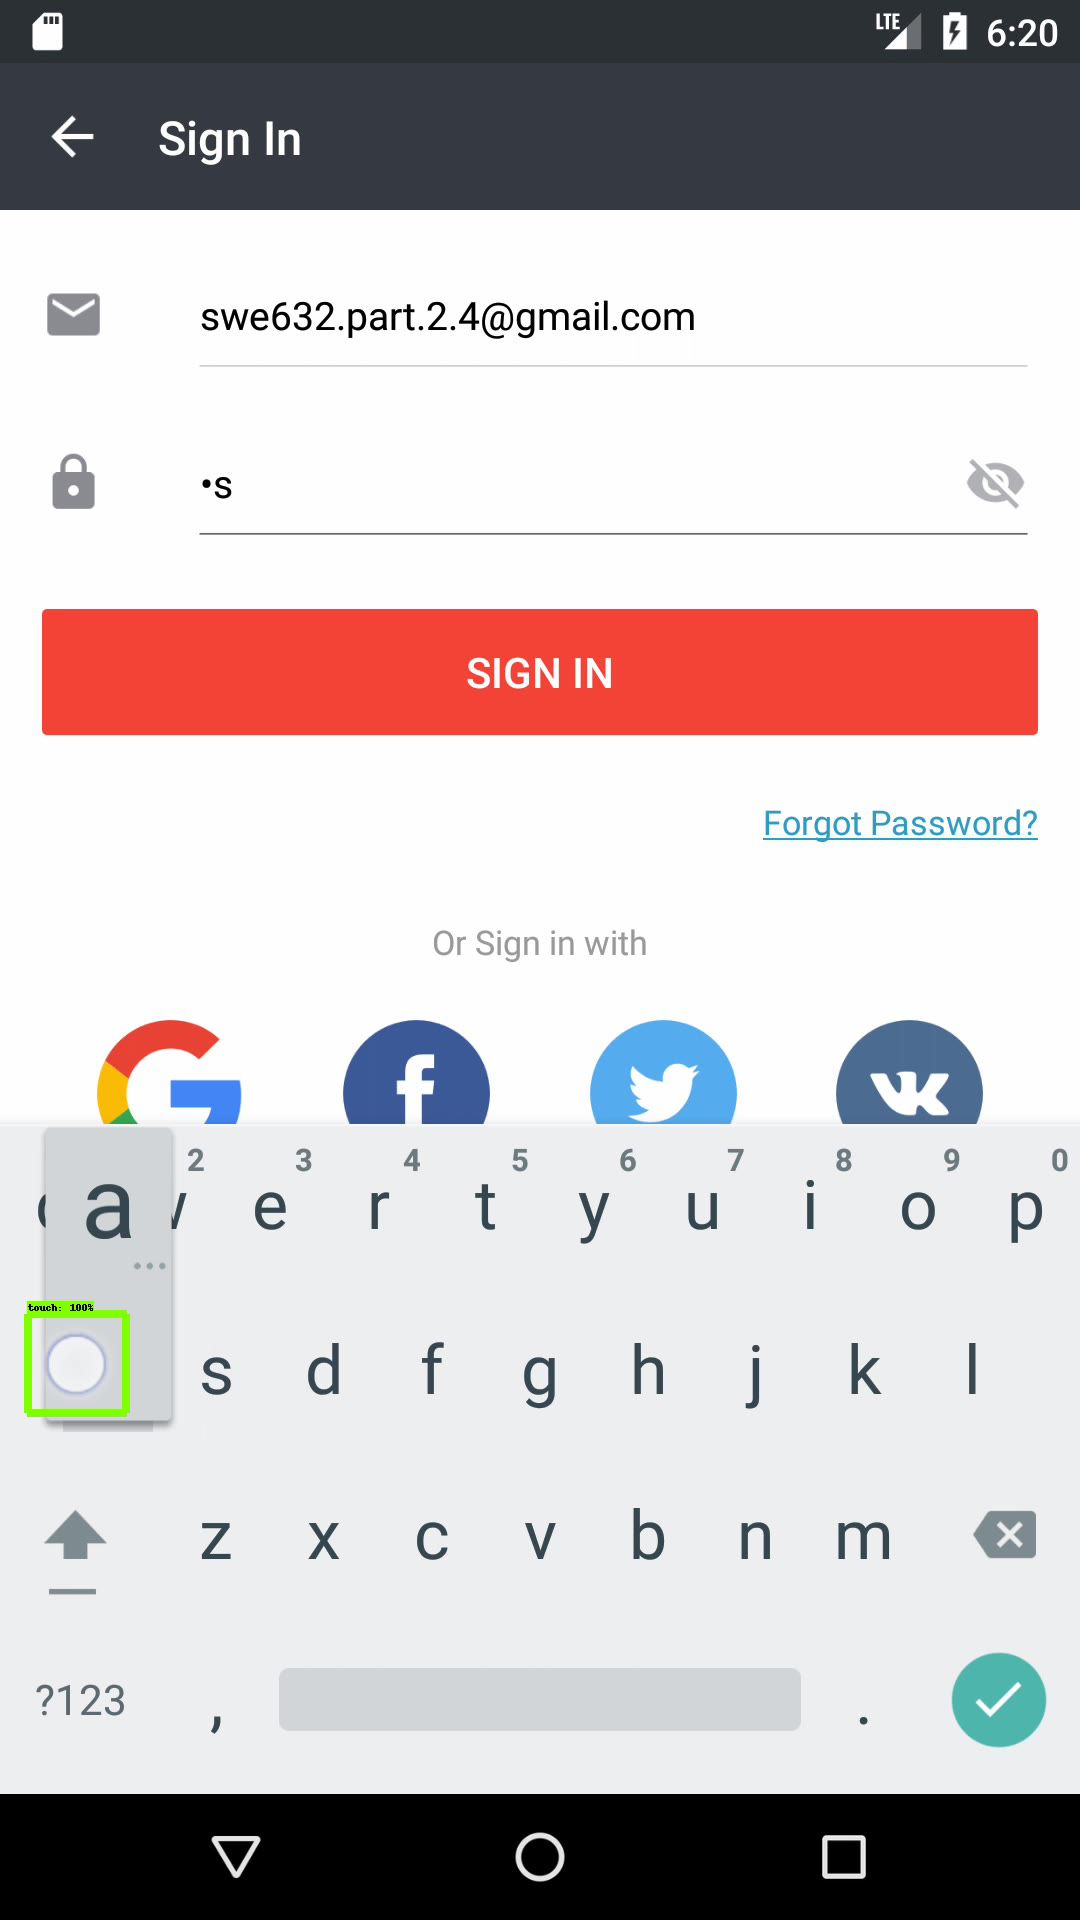 LTE 6:20
Sign In
swe632.part.2.4@gmail.com
•s
SIGN IN
Forgot Password?
Or Sign in with
2 3 4 5 6 7 8 9 0
a e r t y u i o p
touch: 100%
s d f g h j k l
z x c v b n m
?123 , .